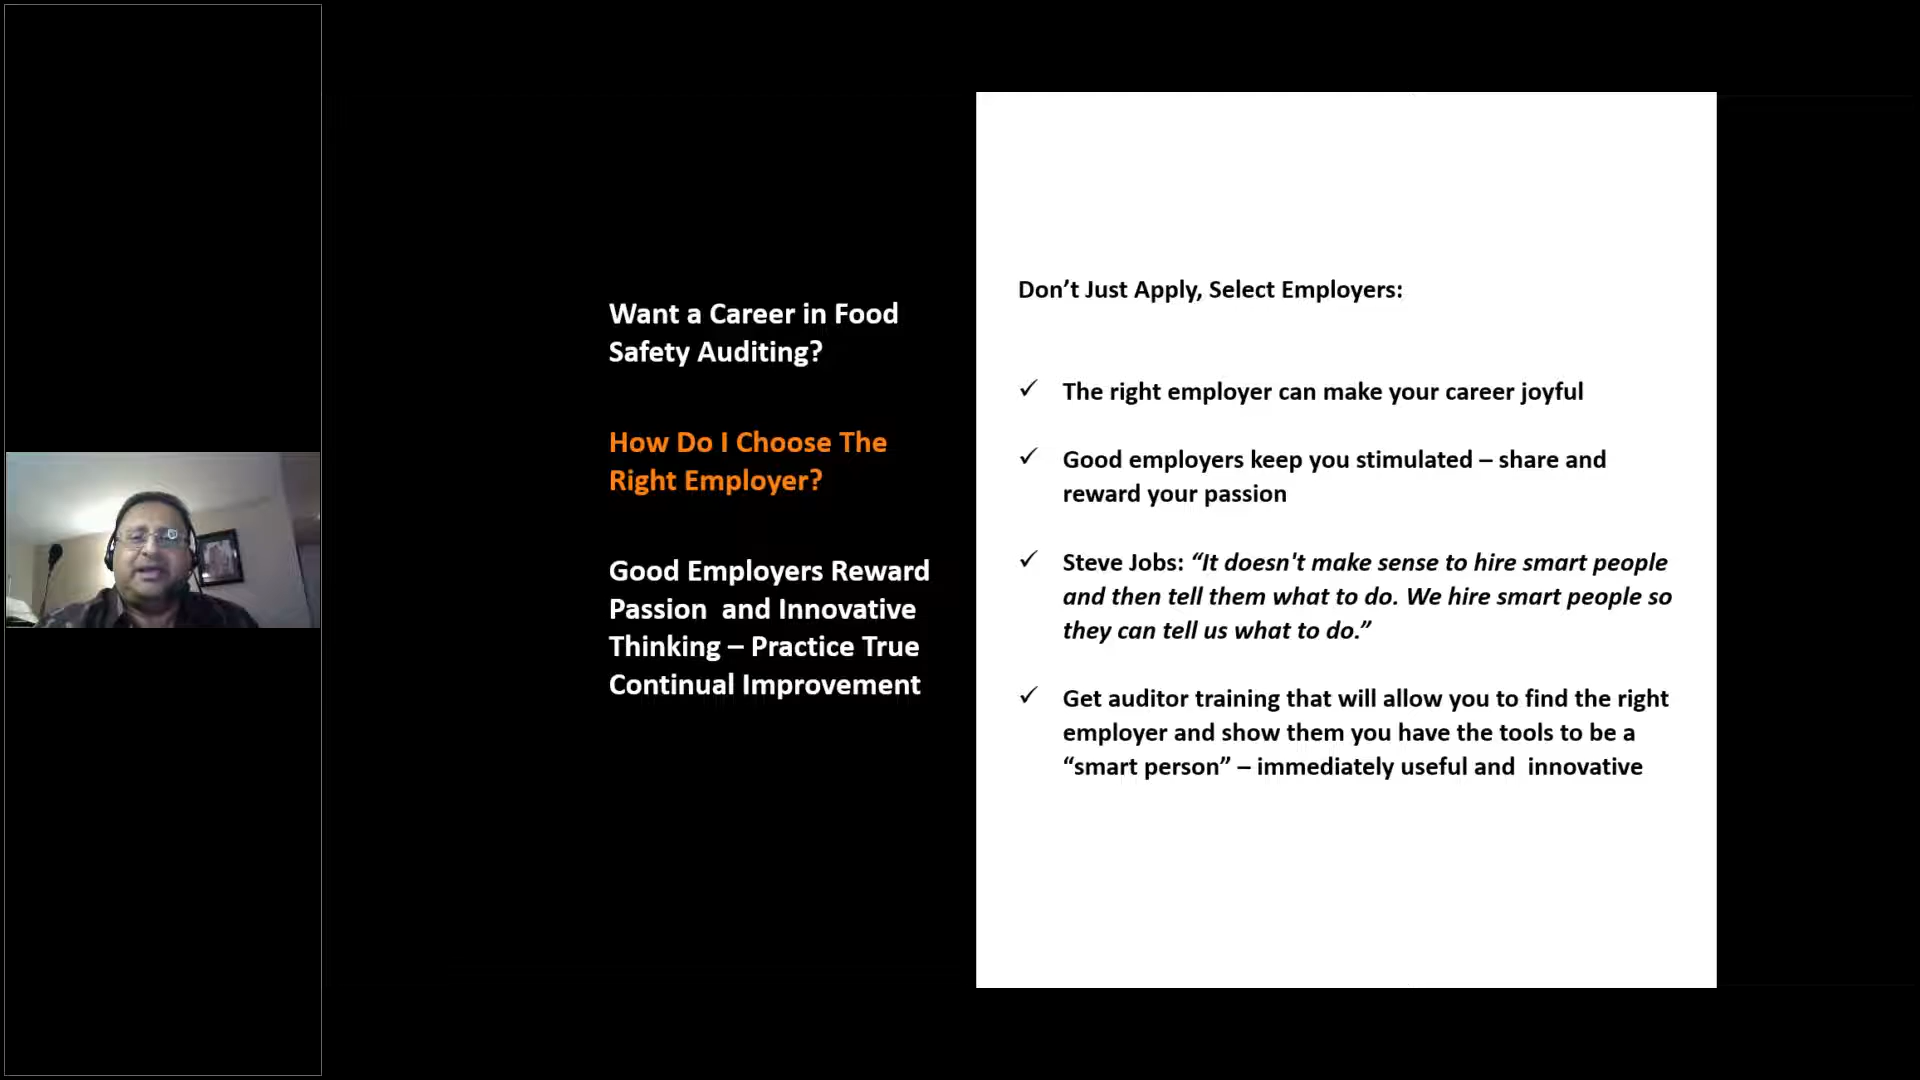 Want a Career in Food
Safety Auditing?
How Do I Choose The
Right Employer?
Good Employers Reward
Passion  and Innovative
Thinking – Practice True
Continual Improvement
Don’t Just Apply, Select Employers:
✓ The right employer can make your career joyful
✓ Good employers keep you stimulated – share and
reward your passion
✓ Steve Jobs: “It doesn't make sense to hire smart people
and then tell them what to do. We hire smart people so
they can tell us what to do.”
✓ Get auditor training that will allow you to find the right
employer and show them you have the tools to be a
“smart person” – immediately useful and  innovative